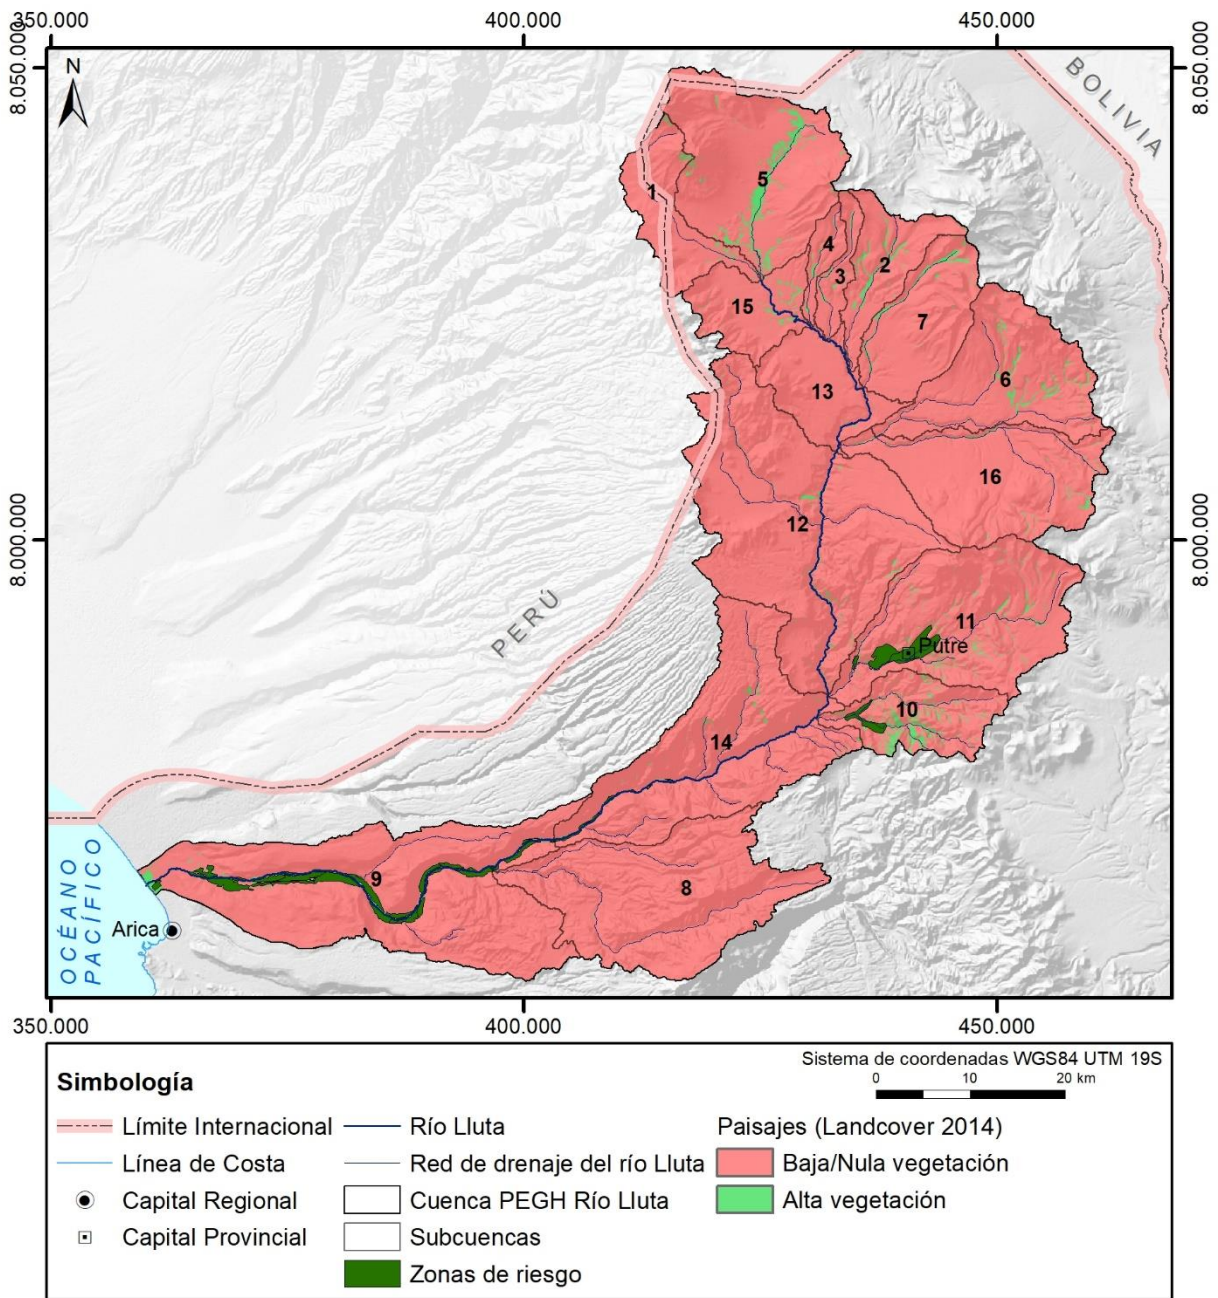 350.000
400.000
450.000
8.050.000
8.050.000
N
BOLIVIA
5
1
4
2
3
15
7
6
13
16
12
8.000.000
8.000.000
11
PERÚ
Putre
10
14
9
8
Arica
OCÉANO
PACÍFICO
350.000
400.000
450.000
Sistema de coordenadas WGS84 UTM 19S
0 10 20 km
Simbología
Límite Internacional
Línea de Costa
Capital Regional
Capital Provincial
Río Lluta
Red de drenaje del río Lluta
Cuenca PEGH Río Lluta
Subcuencas
Zonas de riesgo
Paisajes (Landcover 2014)
Baja/Nula vegetación
Alta vegetación